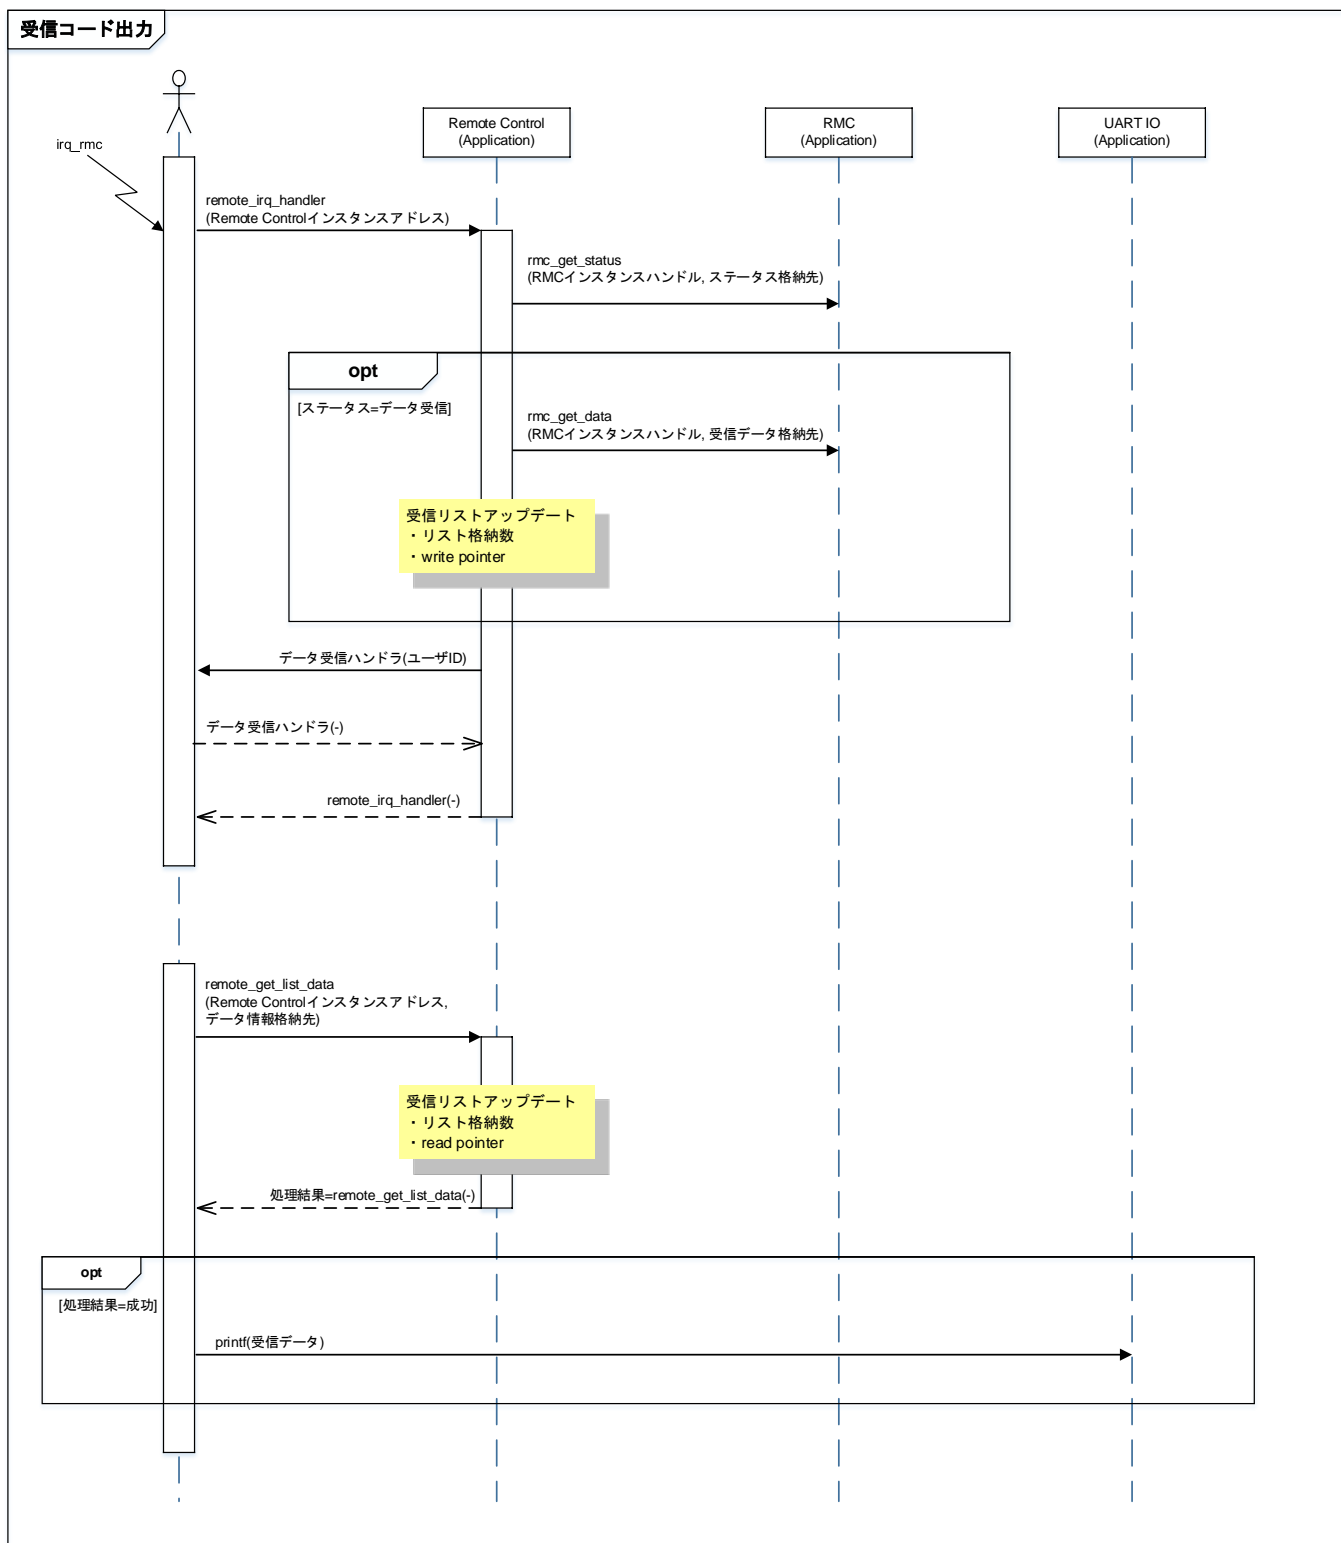 受信コード出力
irq_rmc
Remote Control
(Application)
RMC
(Application)
UART IO
(Application)
remote_irq_handler
(Remote Controlインスタンスアドレス)
rmc_get_status
(RMCインスタンスハンドル, ステータス格納先)
opt
[ステータス=データ受信]
rmc_get_data
(RMCインスタンスハンドル, 受信データ格納先)
受信リストアップデート
・リスト格納数
・write pointer
データ受信ハンドラ(ユーザID)
データ受信ハンドラ(-)
remote_irq_handler(-)
remote_get_list_data
(Remote Controlインスタンスアドレス,
データ情報格納先)
受信リストアップデート
・リスト格納数
・read pointer
処理結果=remote_get_list_data(-)
opt
[処理結果=成功]
printf(受信データ)